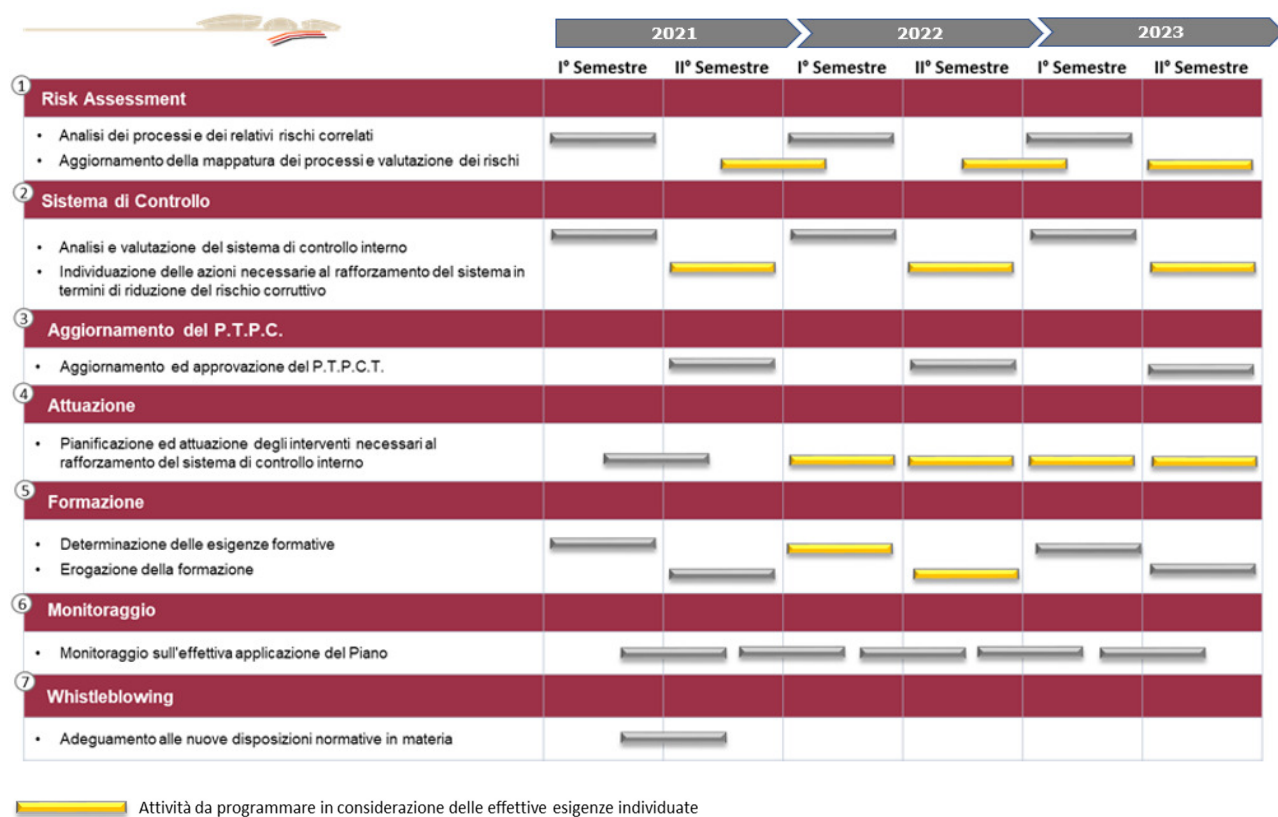 2021 2022 2023
I° Semestre II° Semestre I° Semestre II° Semestre I° Semestre II° Semestre
1
Risk Assessment
• Analisi dei processi e dei relativi rischi correlati
• Aggiornamento della mappatura dei processi e valutazione dei rischi
2
Sistema di Controllo
• Analisi e valutazione del sistema di controllo interno
• Individuazione delle azioni necessarie al rafforzamento del sistema in
termini di riduzione del rischio corruttivo
3
Aggiornamento del P.T.P.C.
• Aggiornamento ed approvazione del P.T.P.C.T.
4
Attuazione
• Pianificazione ed attuazione degli interventi necessari al
rafforzamento del sistema di controllo interno
5
Formazione
• Determinazione delle esigenze formative
• Erogazione della formazione
6
Monitoraggio
• Monitoraggio sull'effettiva applicazione del Piano
7
Whistleblowing
• Adeguamento alle nuove disposizioni normative in materia
Attività da programmare in considerazione delle effettive esigenze individuate